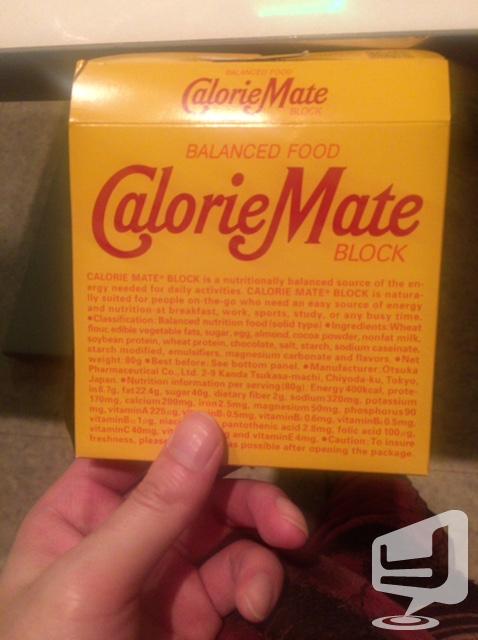 BALANCED FOOD
CalorieMate
BLOCK
BALANCED FOOD
CalorieMate
BLOCK
CALORIE MATE® BLOCK is a nutritionally balanced source of the en-
ergy needed for daily activities. CALORIE MATE® BLOCK is natura-
lly suited for people on-the-go who need an easy source of energy
and nutrition at breakfast, work, sports, study, or any busy time.
●Classification: Balanced nutrition food (solid type) ●Ingredients: Wheat
flour, edible vegetable fats, sugar, egg, almond, cocoa powder, nonfat milk,
soybean protein, wheat protein, chocolate, salt, starch, sodium caseinate,
starch modified, emulsifiers, magnesium carbonate and flavors. ●Net
weight: 80g ●Best before: See bottom panel. ●Manufacturer: Otsuka
Pharmaceutical Co., Ltd. 2-9 Kanda Tsukasa-machi, Chiyoda-ku, Tokyo,
Japan. ●Nutrition information per serving (80g): Energy 400kcal, prote-
in 8.7g, fat 22.4g, sugar 40g, dietary fiber 2g, sodium 320mg, potassium
170mg, calcium 200mg, iron 2.5mg, magnesium 50mg, phosphorus 90
mg, vitamin A 225μg, 0.5mg, vitamin 0.6mg, vitamin 0.5mg,
pantothenic acid 2.8mg, folic acid 100μg,
vitamin C 40mg, and vitamin E 4mg. ●Caution: To insure
freshness, as possible after opening the package.